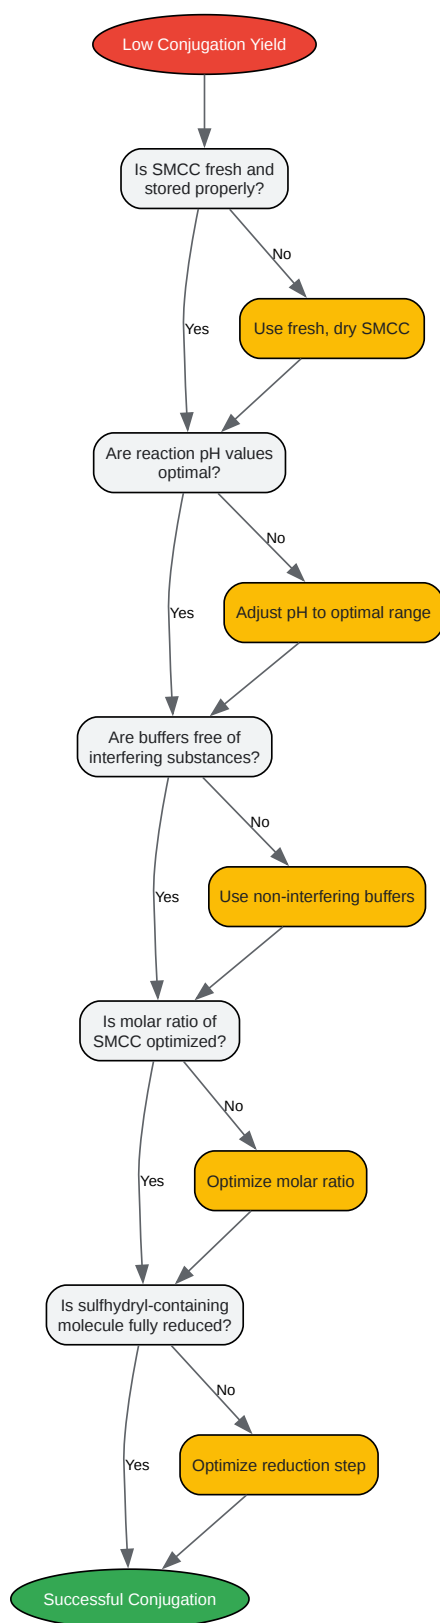 Low Conjugation Yield
Is SMCC fresh and
stored properly?
No
Yes
Use fresh, dry SMCC
Are reaction pH values
optimal?
No
Yes
Adjust pH to optimal range
Are buffers free of
interfering substances?
No
Yes
Use non-interfering buffers
Is molar ratio of
SMCC optimized?
No
Yes
Optimize molar ratio
Is sulfhydryl-containing
molecule fully reduced?
No
Yes
Optimize reduction step
Successful Conjugation